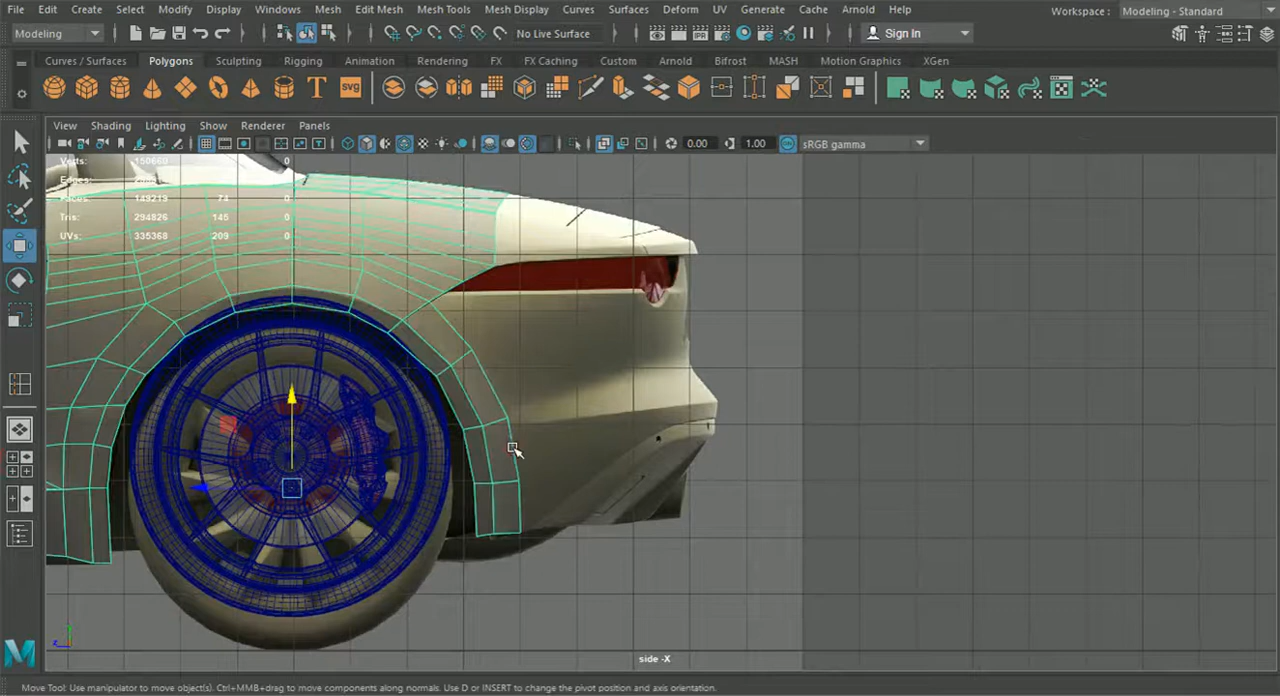 File Edit Create Select Modify Display Windows Mesh Edit Mesh Mesh Tools Mesh Display Curves Surfaces Deform UV Generate Cache Arnold Help Workspace: Modeling - Standard
Modeling No Live Surface Sign In
Curves / Surfaces Polygons Sculpting Rigging Animation Rendering FX FX Caching Custom Arnold Bifrost MASH Motion Graphics XGen
T SVG
View Shading Lighting Show Renderer Panels
0.00 1.00 sRGB gamma
Verts: 150660 0
Edges: 0
Faces: 149219 74 0
Tris: 294826 145 0
UVs: 335368 209 0
side -X
Move Tool: Use manipulator to move object(s). Ctrl+MMB+drag to move components along normals. Use D or INSERT to change the pivot position and axis orientation.